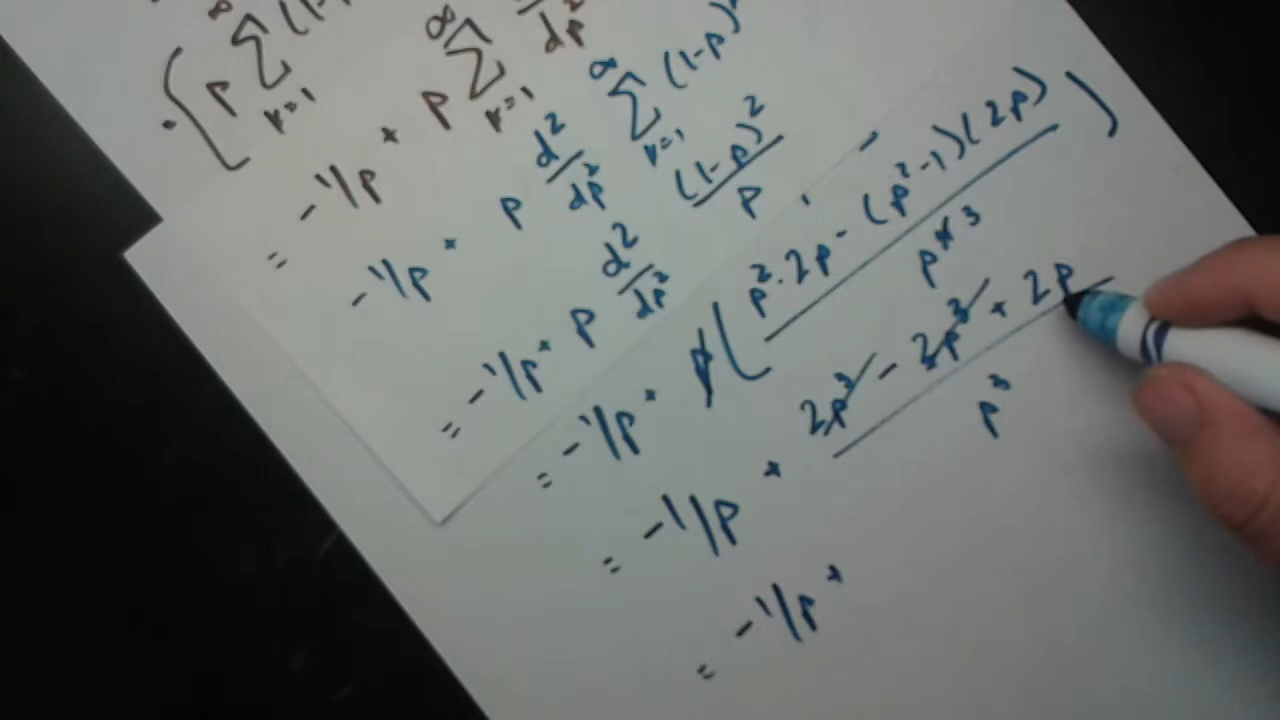 [p ∑_{k=1}^{∞} (1-
= -1/p + p ∑_{k=1}^{∞} d/dp²
-1/p + p d²/dp² ∑_{k=1}^{∞} (1-p)
= -1/p + p d²/dp² (1-p)²/p
= -1/p + p( (p²·2p - (p²-1)(2p))/p⁴³ )
= -1/p + (2p³ - 2p³ + 2p)/p³
= -1/p +